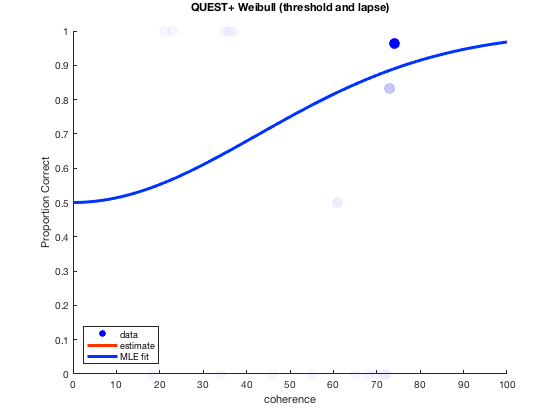 QUEST+ Weibull (threshold and lapse)
1
0.9
0.8
0.7
0.6
0.5
0.4
0.3
0.2
0.1
0
Proportion Correct
data
estimate
MLE fit
0 10 20 30 40 50 60 70 80 90 100
coherence